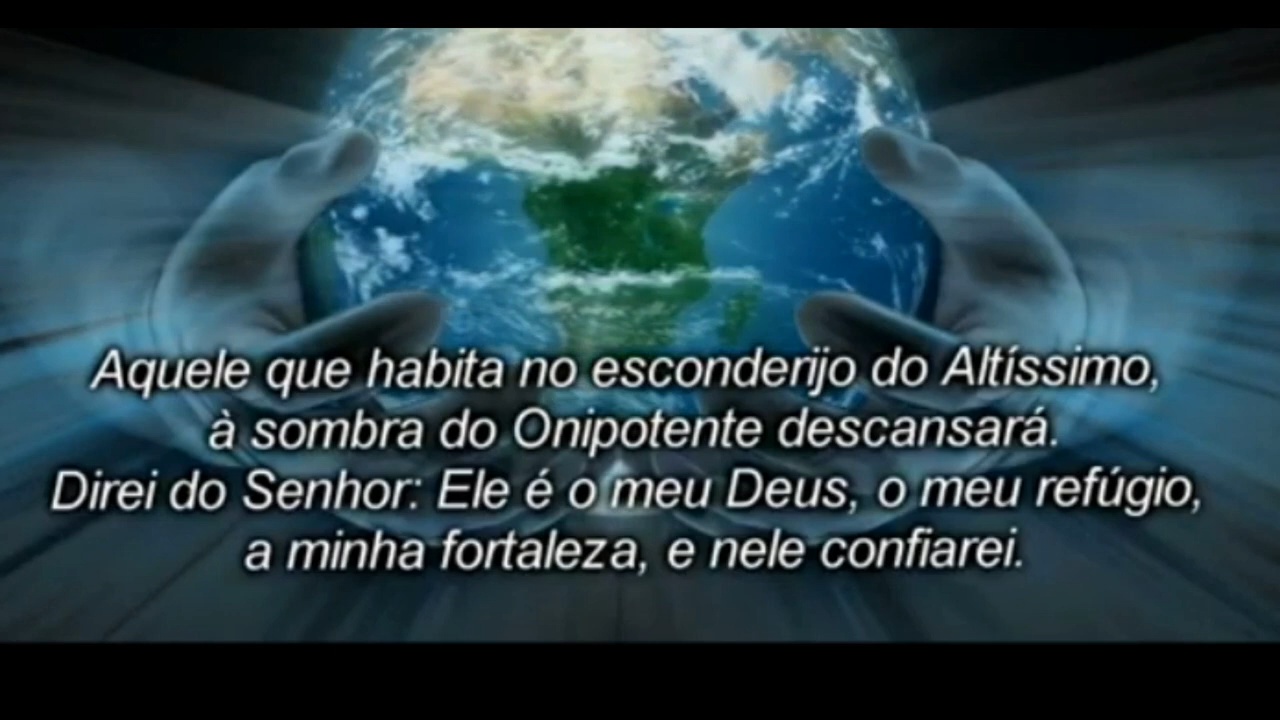 Aquele que habita no esconderijo do Altíssimo,
à sombra do Onipotente descansará.
Direi do Senhor: Ele é o meu Deus, o meu refúgio,
a minha fortaleza, e nele confiarei.